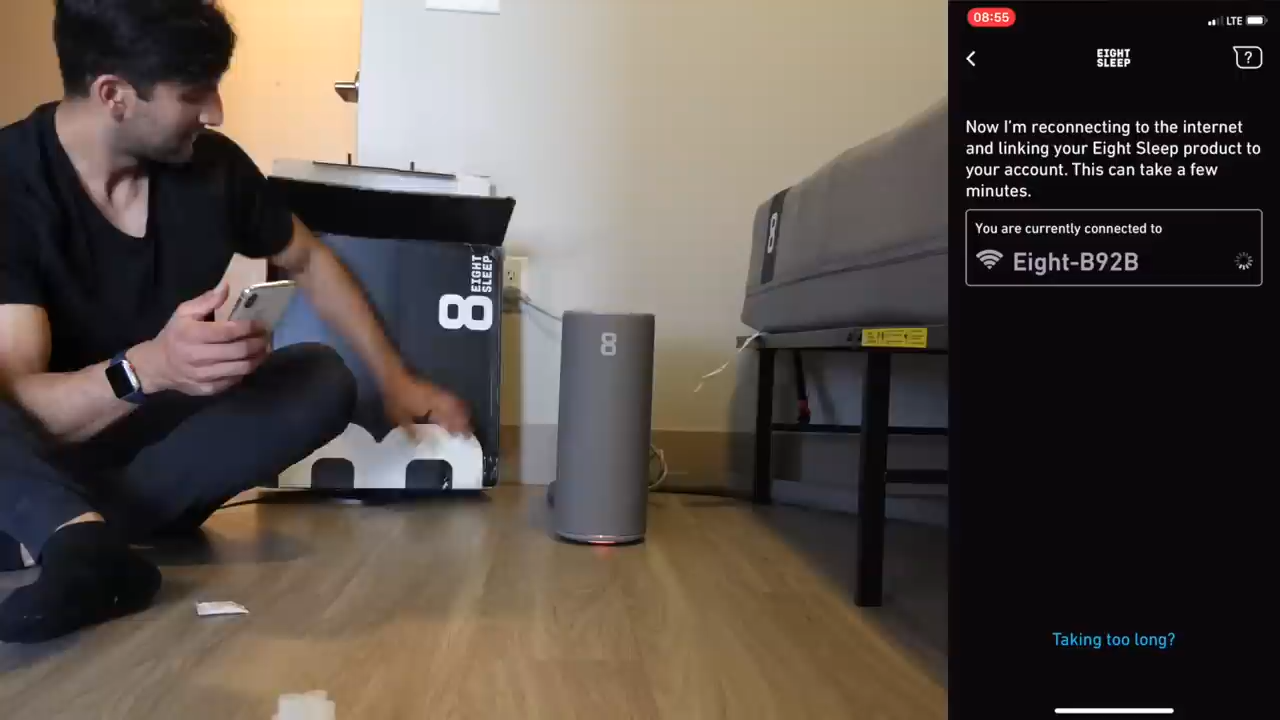 08:55
LTE
EIGHT
SLEEP
?
Now I'm reconnecting to the internet
and linking your Eight Sleep product to
your account. This can take a few
minutes.
You are currently connected to
Eight-B92B
Taking too long?
8 EIGHT
SLEEP
8
8